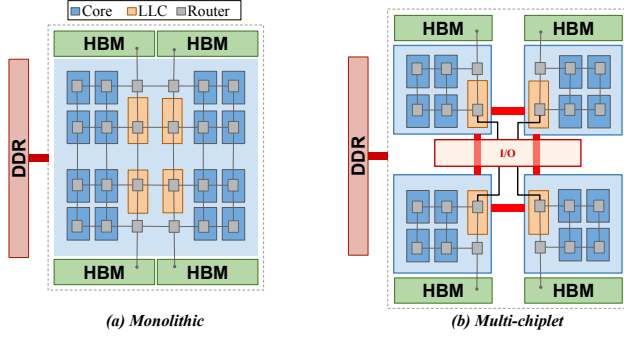 Core LLC Router
HBM HBM
DDR
HBM HBM
(a) Monolithic
HBM HBM
DDR
I/O
HBM HBM
(b) Multi-chiplet